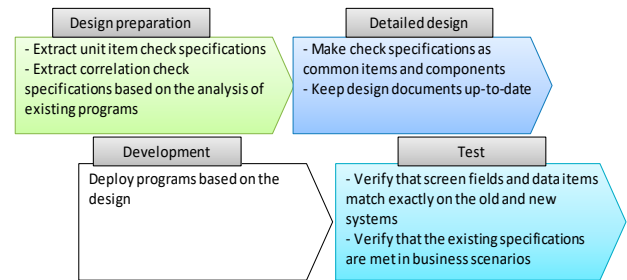 Design preparation
- Extract unit item check specifications
- Extract correlation check
specifications based on the analysis of
existing programs
Detailed design
- Make check specifications as
common items and components
- Keep design documents up-to-date
Development
Deploy programs based on the
design
Test
- Verify that screen fields and data items
match exactly on the old and new
systems
- Verify that the existing specifications
are met in business scenarios